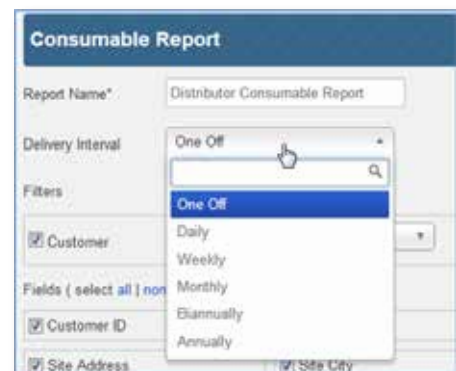 Consumable Report
Report Name* Distributor Consumable Report
Delivery Interval One Off
Filters
One Off
Customer Daily
Weekly
Fields ( select all | non Monthly
Biannually
Customer ID
Annually
Site Address Site City